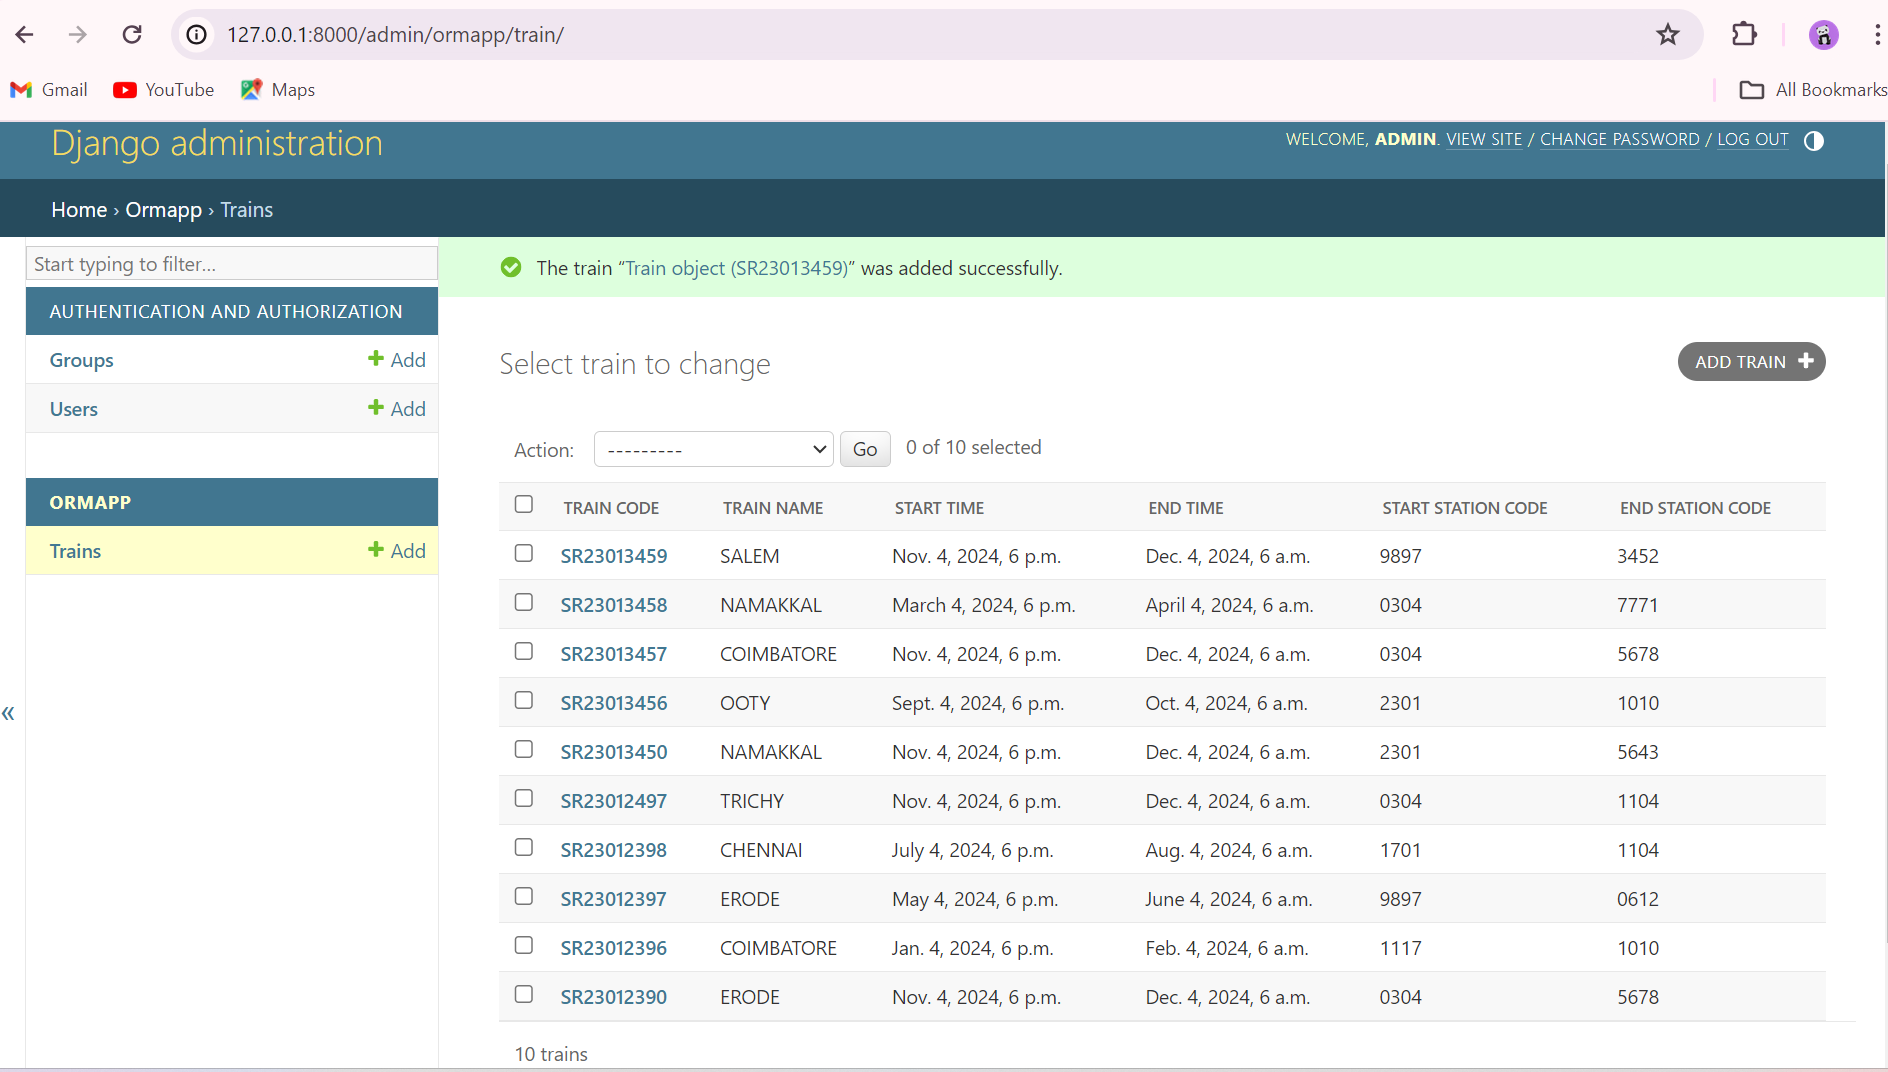 127.0.0.1:8000/admin/ormapp/train/
Gmail YouTube Maps All Bookmarks
Django administration
WELCOME, ADMIN. VIEW SITE / CHANGE PASSWORD / LOG OUT
Home › Ormapp › Trains
Start typing to filter...
AUTHENTICATION AND AUTHORIZATION
Groups + Add
Users + Add
ORMAPP
Trains + Add
«
The train “Train object (SR23013459)” was added successfully.
Select train to change
ADD TRAIN +
Action: --------- Go 0 of 10 selected
TRAIN CODE TRAIN NAME START TIME END TIME START STATION CODE END STATION CODE
SR23013459 SALEM Nov. 4, 2024, 6 p.m. Dec. 4, 2024, 6 a.m. 9897 3452
SR23013458 NAMAKKAL March 4, 2024, 6 p.m. April 4, 2024, 6 a.m. 0304 7771
SR23013457 COIMBATORE Nov. 4, 2024, 6 p.m. Dec. 4, 2024, 6 a.m. 0304 5678
SR23013456 OOTY Sept. 4, 2024, 6 p.m. Oct. 4, 2024, 6 a.m. 2301 1010
SR23013450 NAMAKKAL Nov. 4, 2024, 6 p.m. Dec. 4, 2024, 6 a.m. 2301 5643
SR23012497 TRICHY Nov. 4, 2024, 6 p.m. Dec. 4, 2024, 6 a.m. 0304 1104
SR23012398 CHENNAI July 4, 2024, 6 p.m. Aug. 4, 2024, 6 a.m. 1701 1104
SR23012397 ERODE May 4, 2024, 6 p.m. June 4, 2024, 6 a.m. 9897 0612
SR23012396 COIMBATORE Jan. 4, 2024, 6 p.m. Feb. 4, 2024, 6 a.m. 1117 1010
SR23012390 ERODE Nov. 4, 2024, 6 p.m. Dec. 4, 2024, 6 a.m. 0304 5678
10 trains